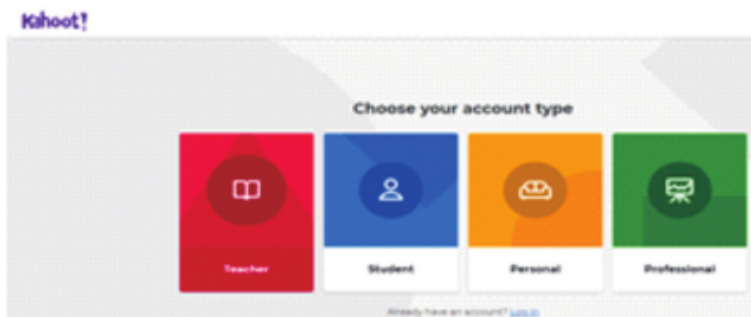 Kahoot!
Choose your account type
Teacher Student Personal Professional
Already have an account? Log in